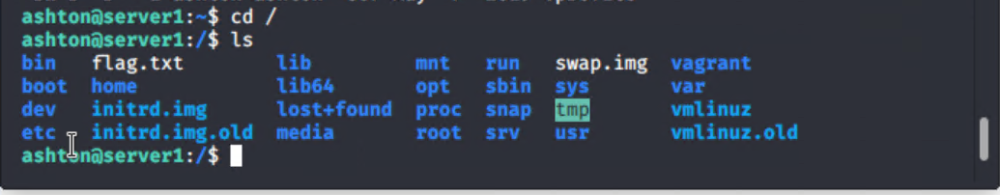 ashton@server1:~$ cd /
ashton@server1:/$ ls
bin flag.txt lib mnt run swap.img vagrant
boot home lib64 opt sbin sys var
dev initrd.img lost+found proc snap tmp vmlinuz
etc initrd.img.old media root srv usr vmlinuz.old
ashton@server1:/$